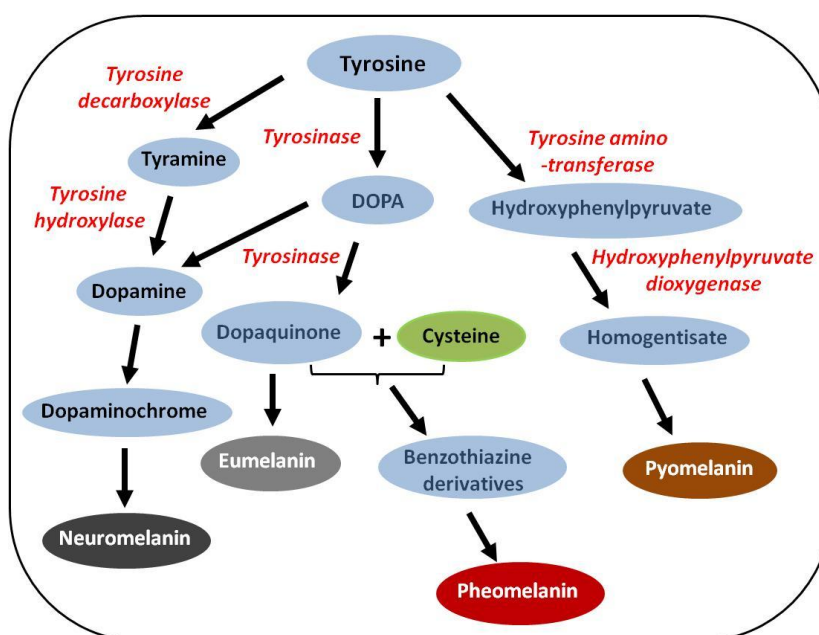 Tyrosine
Tyrosine
decarboxylase
Tyrosinase
Tyrosine amino
-transferase
Tyramine
Tyrosine
hydroxylase
DOPA
Hydroxyphenylpyruvate
Tyrosinase
Hydroxyphenylpyruvate
dioxygenase
Dopamine
Dopaquinone
+
Cysteine
Homogentisate
Dopaminochrome
Eumelanin
Benzothiazine
derivatives
Pyomelanin
Neuromelanin
Pheomelanin